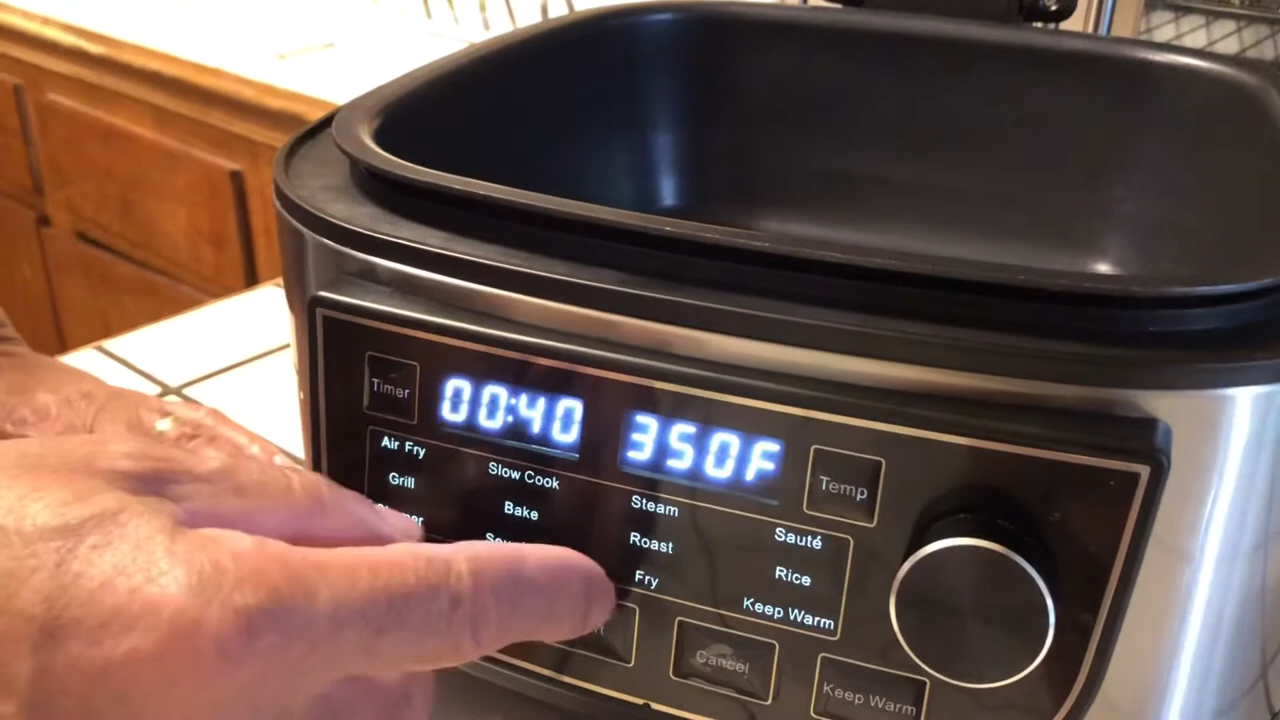 Timer
00:40
350F
Temp
Air Fry
Slow Cook
Steam
Sauté
Grill
Bake
Roast
Rice
Fry
Keep Warm
Cancel
Keep Warm